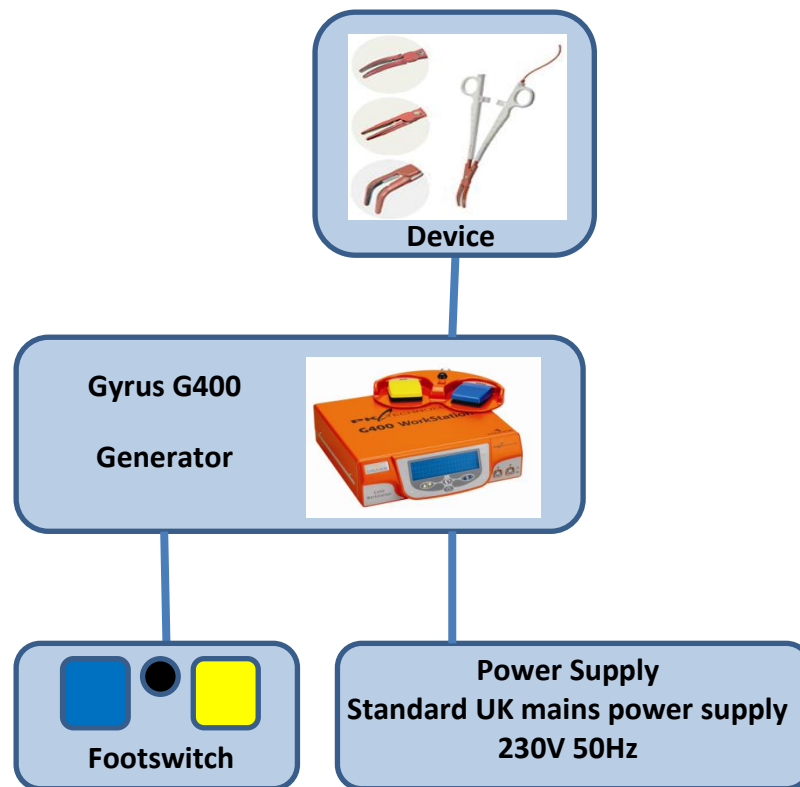 Device
Gyrus G400
Generator
G400 WorkStation
Footswitch
Power Supply
Standard UK mains power supply
230V 50Hz